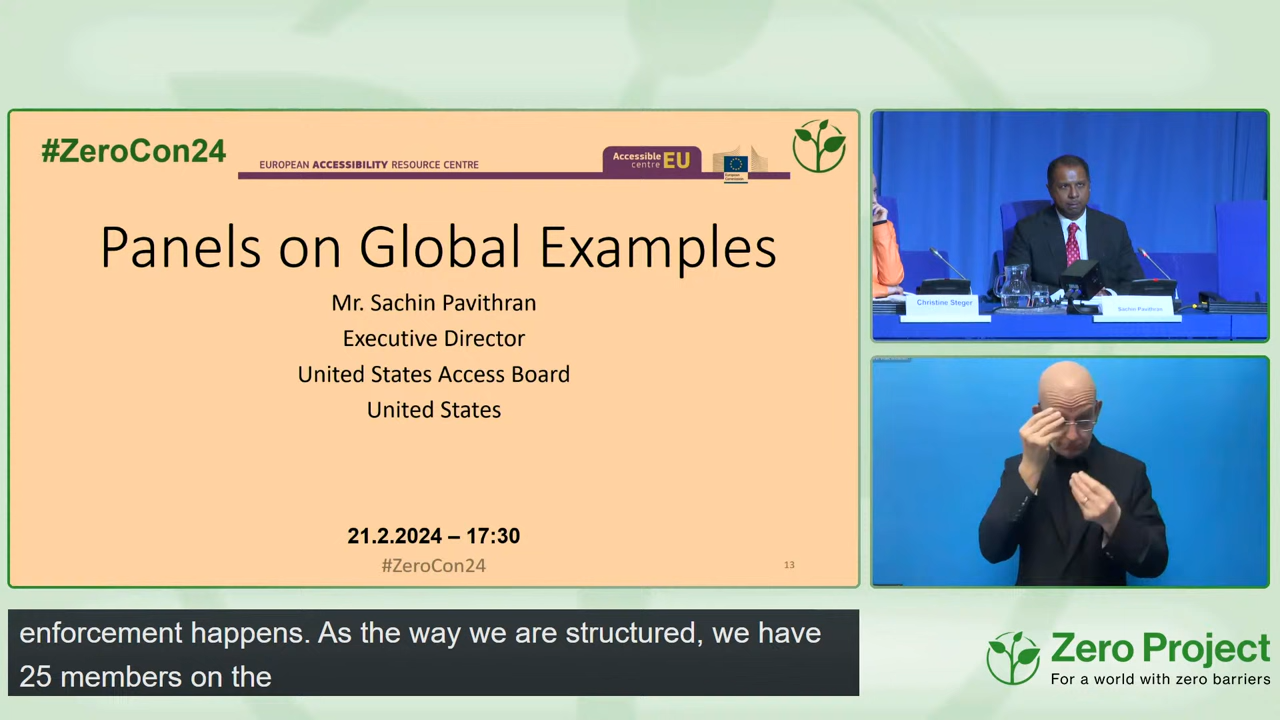 #ZeroCon24
EUROPEAN ACCESSIBILITY RESOURCE CENTRE
Accessible
centre EU
European
Commission
Panels on Global Examples
Mr. Sachin Pavithran
Executive Director
United States Access Board
United States
21.2.2024 – 17:30
#ZeroCon24
13
Christine Steger
Sachin Pavithran
enforcement happens. As the way we are structured, we have
25 members on the
Zero Project
For a world with zero barriers